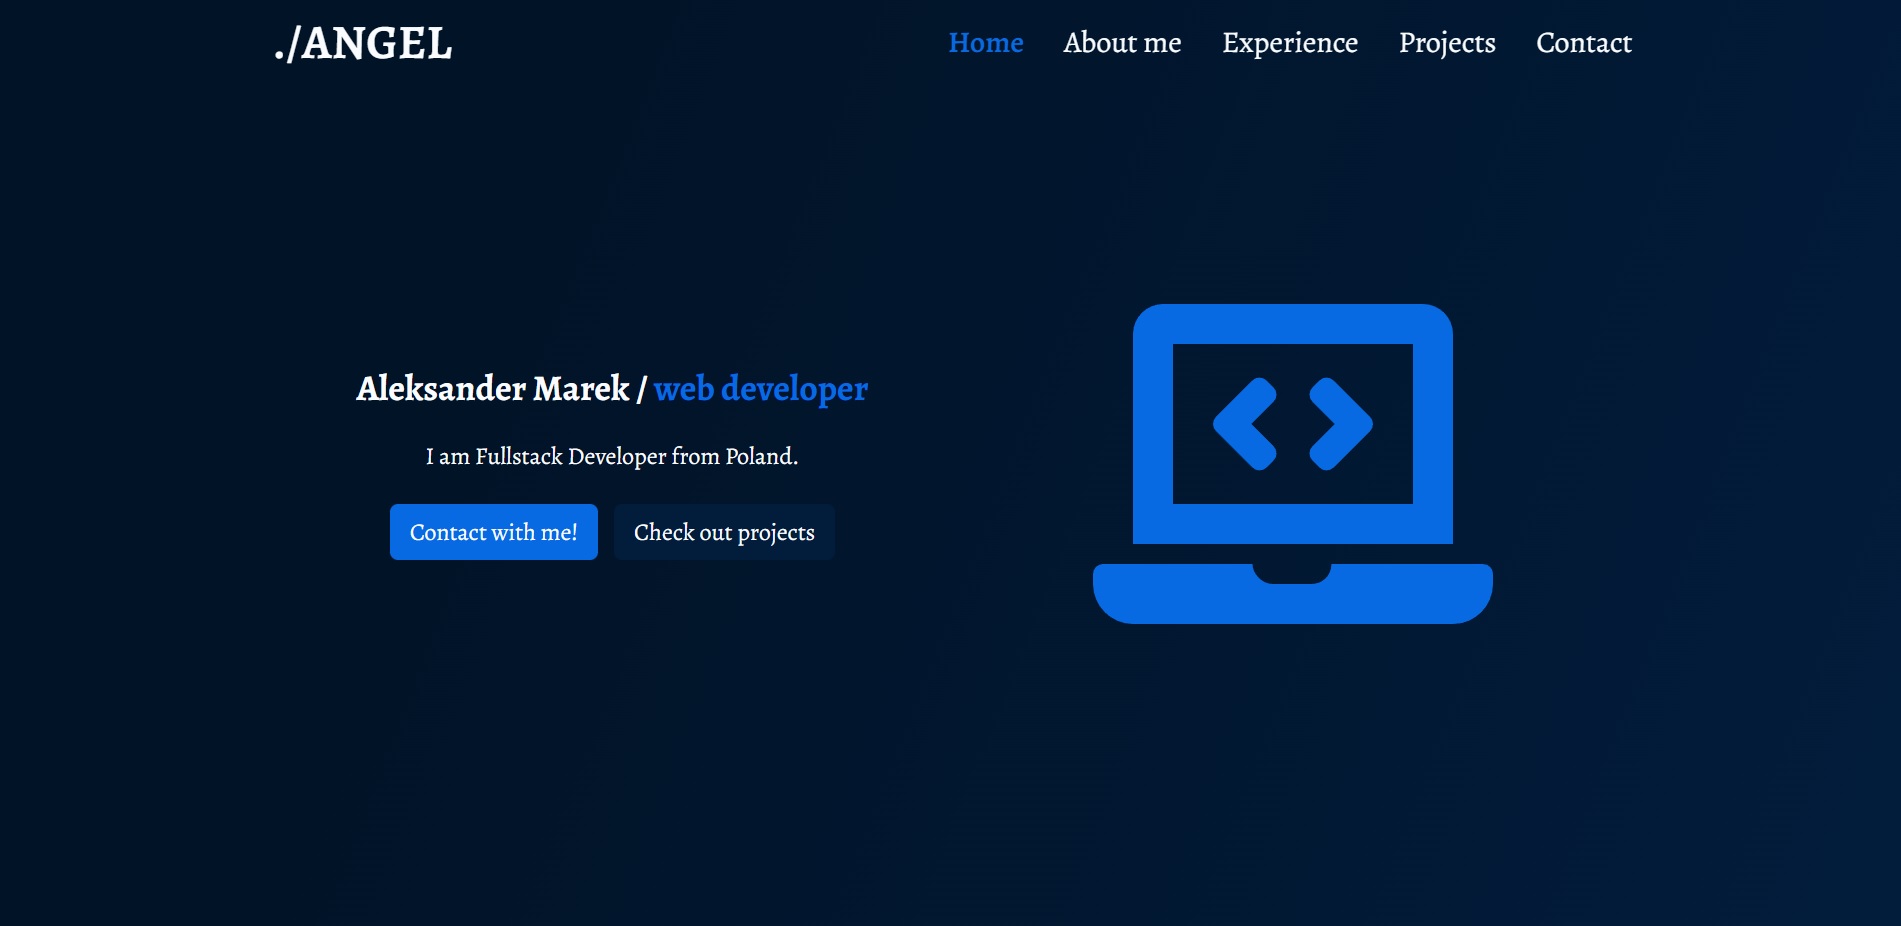 ./ANGEL
Home About me Experience Projects Contact
Aleksander Marek / web developer
I am Fullstack Developer from Poland.
Contact with me! Check out projects